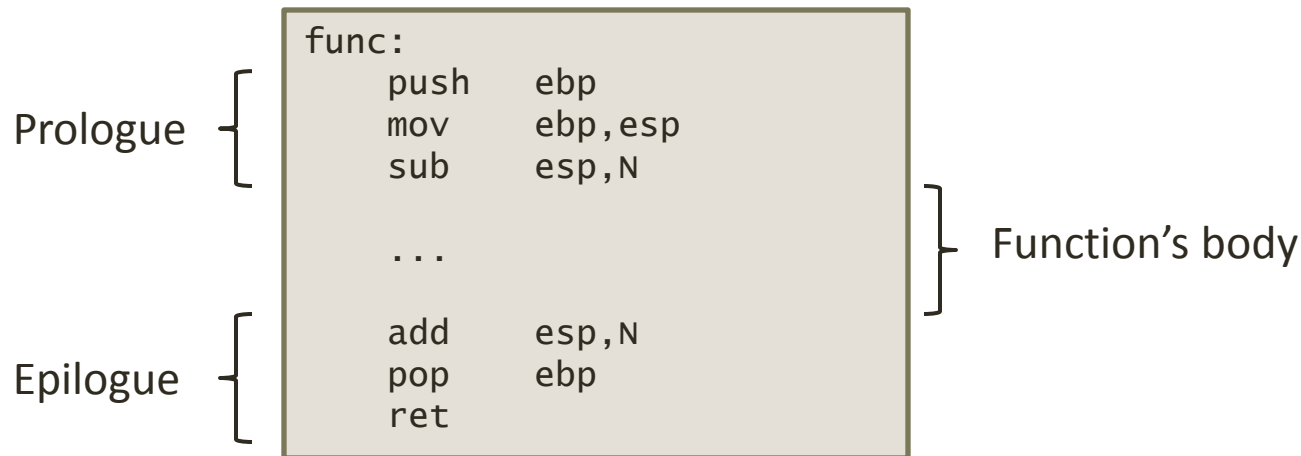 func:
push ebp
Prologue
mov ebp,esp
sub esp,N
...
Function’s body
add esp,N
Epilogue
pop ebp
ret